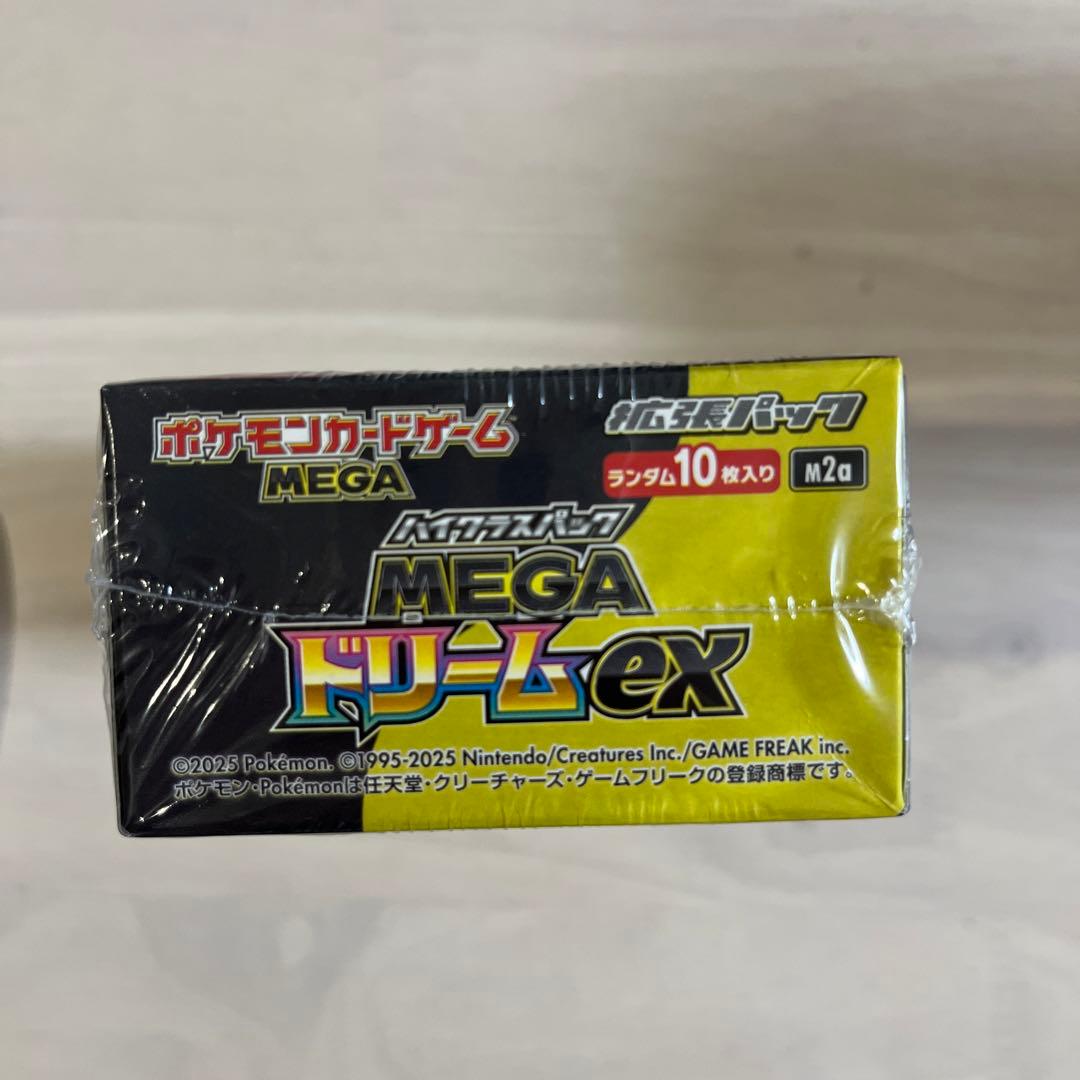 ポケモンカードゲーム
MEGA
拡張パック
ランダム10枚入り
M2a
ハイクラスパック
MEGA
ドリームex
©2025 Pokémon. ©1995-2025 Nintendo/Creatures Inc./GAME FREAK inc.
ポケモン・Pokémonは任天堂・クリーチャーズ・ゲームフリークの登録商標です。